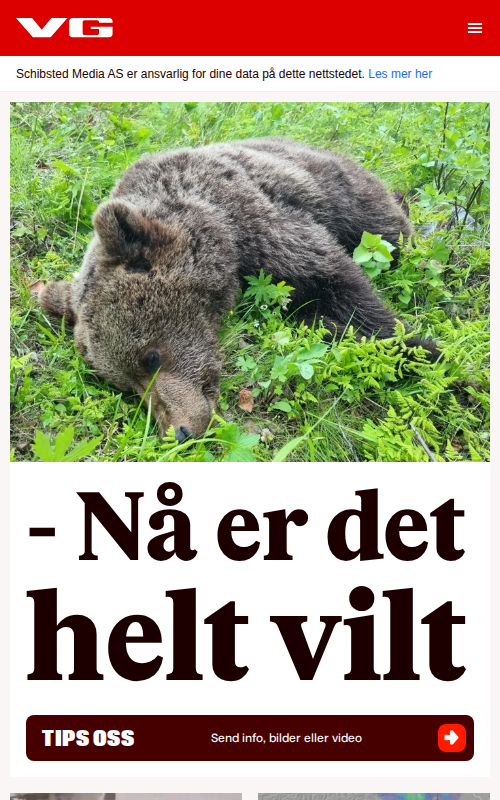 VG
Schibsted Media AS er ansvarlig for dine data på dette nettstedet. Les mer her
- Nå er det
helt vilt
TIPS OSS Send info, bilder eller video